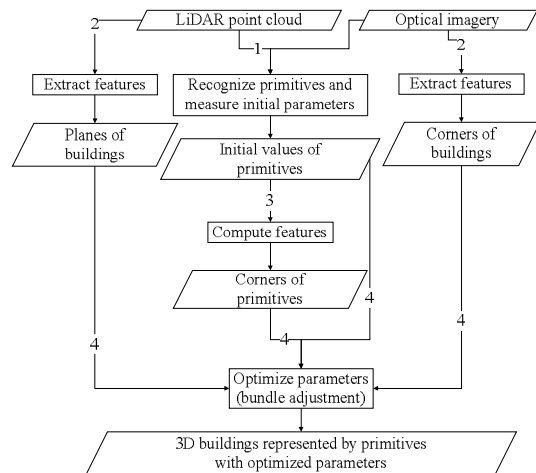 LiDAR point cloud
Optical imagery
2
1
2
Extract features
Recognize primitives and
measure initial parameters
Extract features
Planes of
buildings
Initial values of
primitives
Corners of
buildings
3
Compute features
Corners of
primitives
4
4
4
4
Optimize parameters
(bundle adjustment)
3D buildings represented by primitives
with optimized parameters